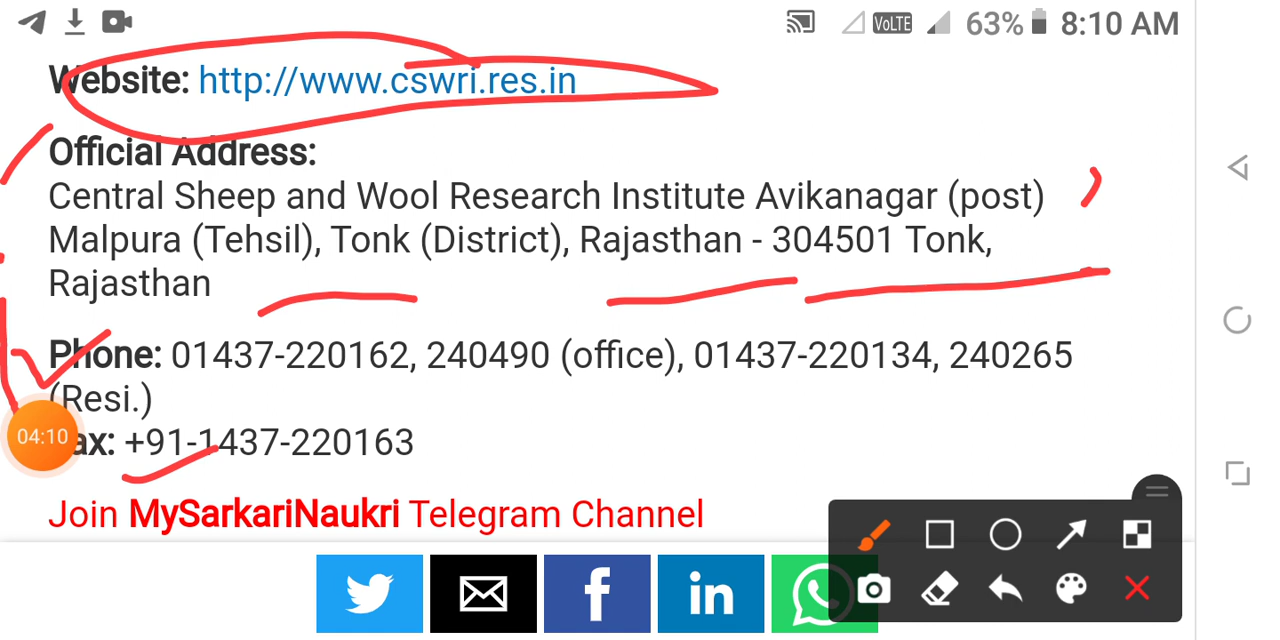 VoLTE 63% 8:10 AM
Website: http://www.cswri.res.in
Official Address:
Central Sheep and Wool Research Institute Avikanagar (post)
Malpura (Tehsil), Tonk (District), Rajasthan - 304501 Tonk,
Rajasthan
Phone: 01437-220162, 240490 (office), 01437-220134, 240265
(Resi.)
04:10
ax: +91-1437-220163
Join MySarkariNaukri Telegram Channel
f in